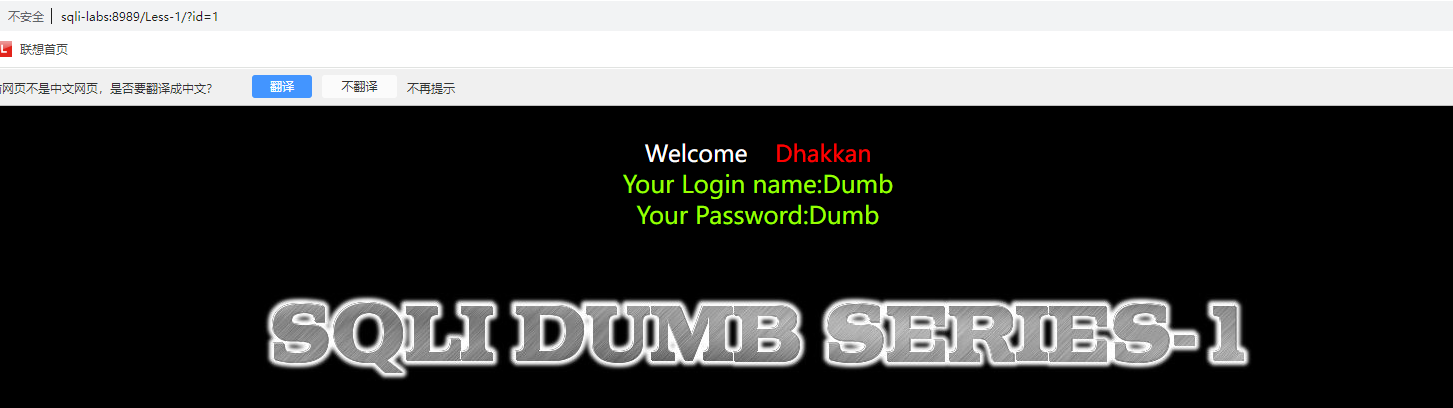 不安全 | sqli-labs:8989/Less-1/?id=1
L 联想首页
网页不是中文网页，是否要翻译成中文? 翻译 不翻译 不再提示
Welcome Dhakkan
Your Login name:Dumb
Your Password:Dumb
SQLI DUMB SERIES-1